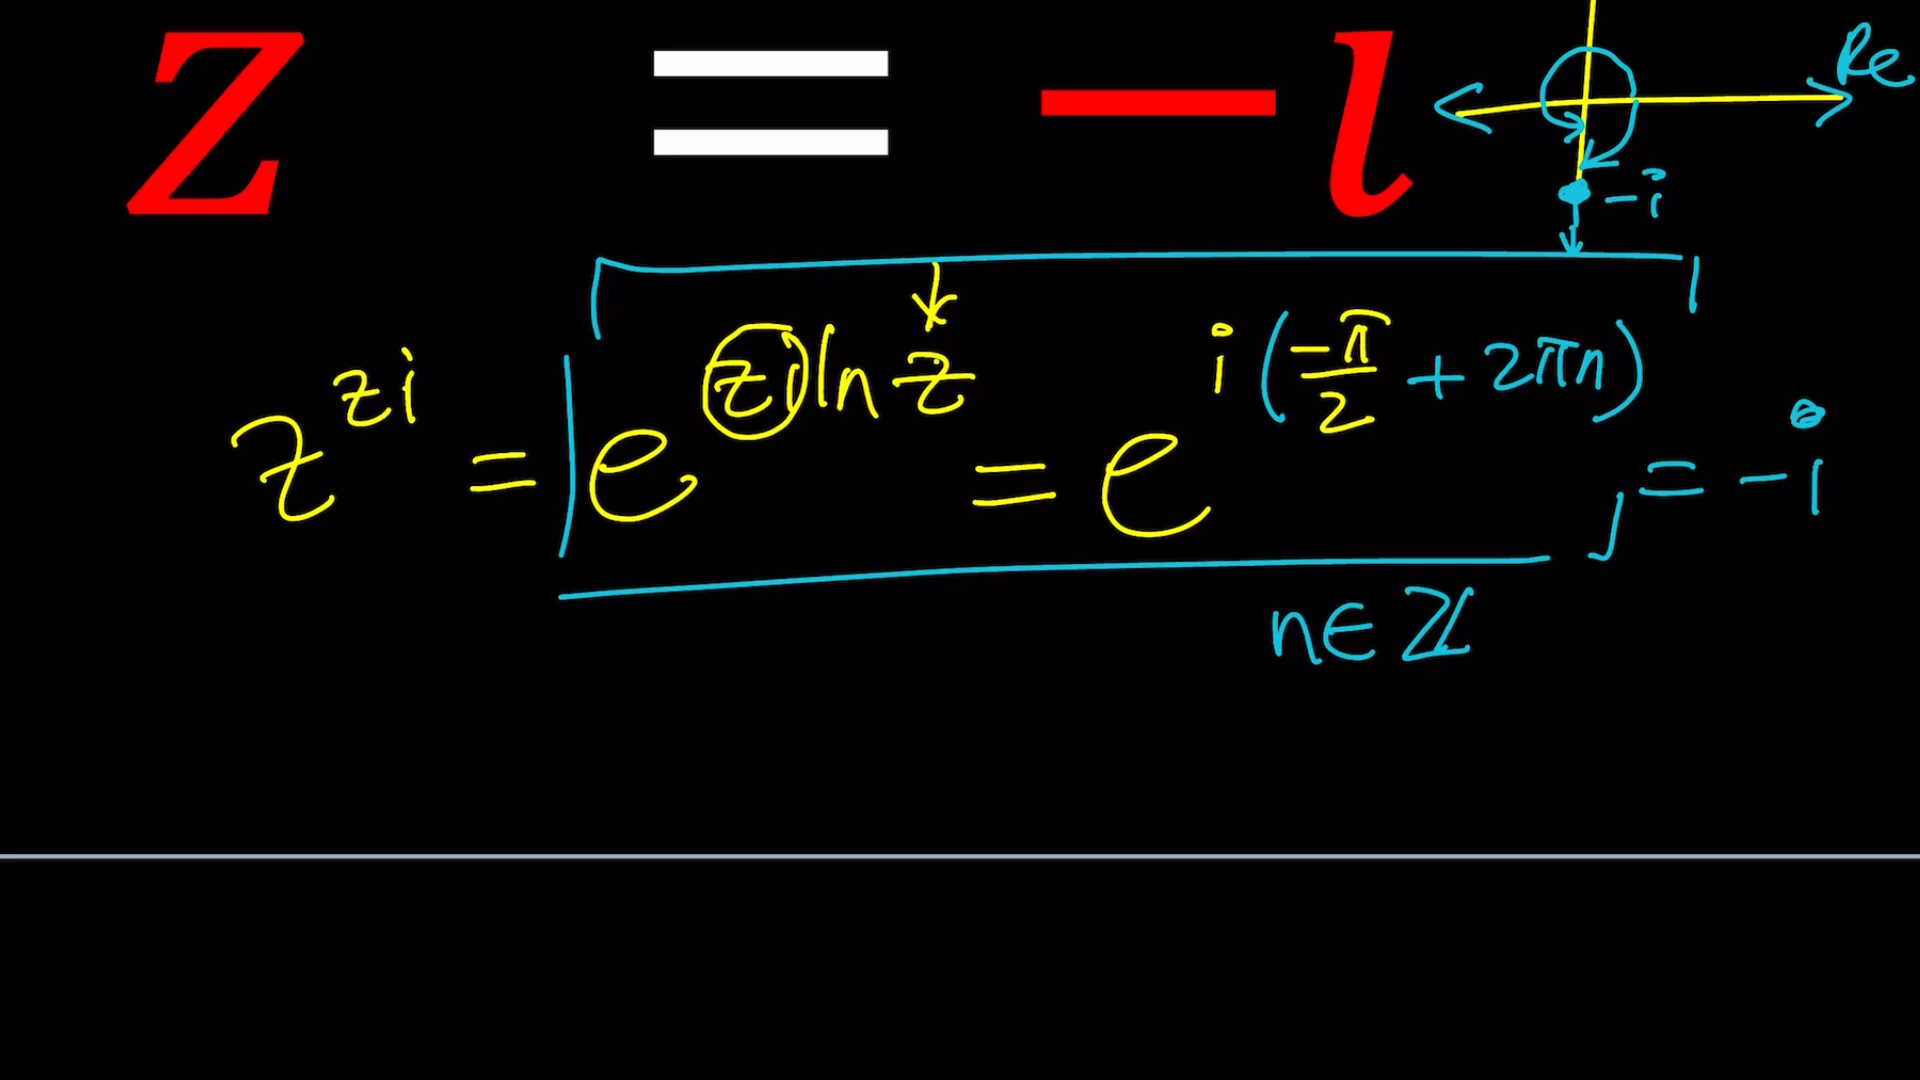 z = -i
Re
-i
z^{zi} = e^{zi ln z} = e^{i(-π/2 + 2πn)} = -i
n∈ℤ